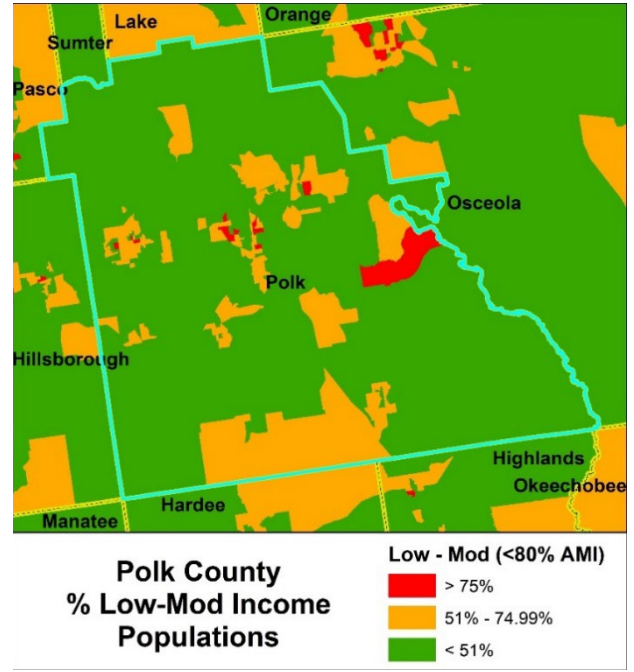 Orange
Lake
Sumter
Pasco
Osceola
Polk
Hillsborough
Highlands
Okeechobee
Hardee
Manatee
Polk County
% Low-Mod Income
Populations
Low - Mod (<80% AMI)
> 75%
51% - 74.99%
< 51%